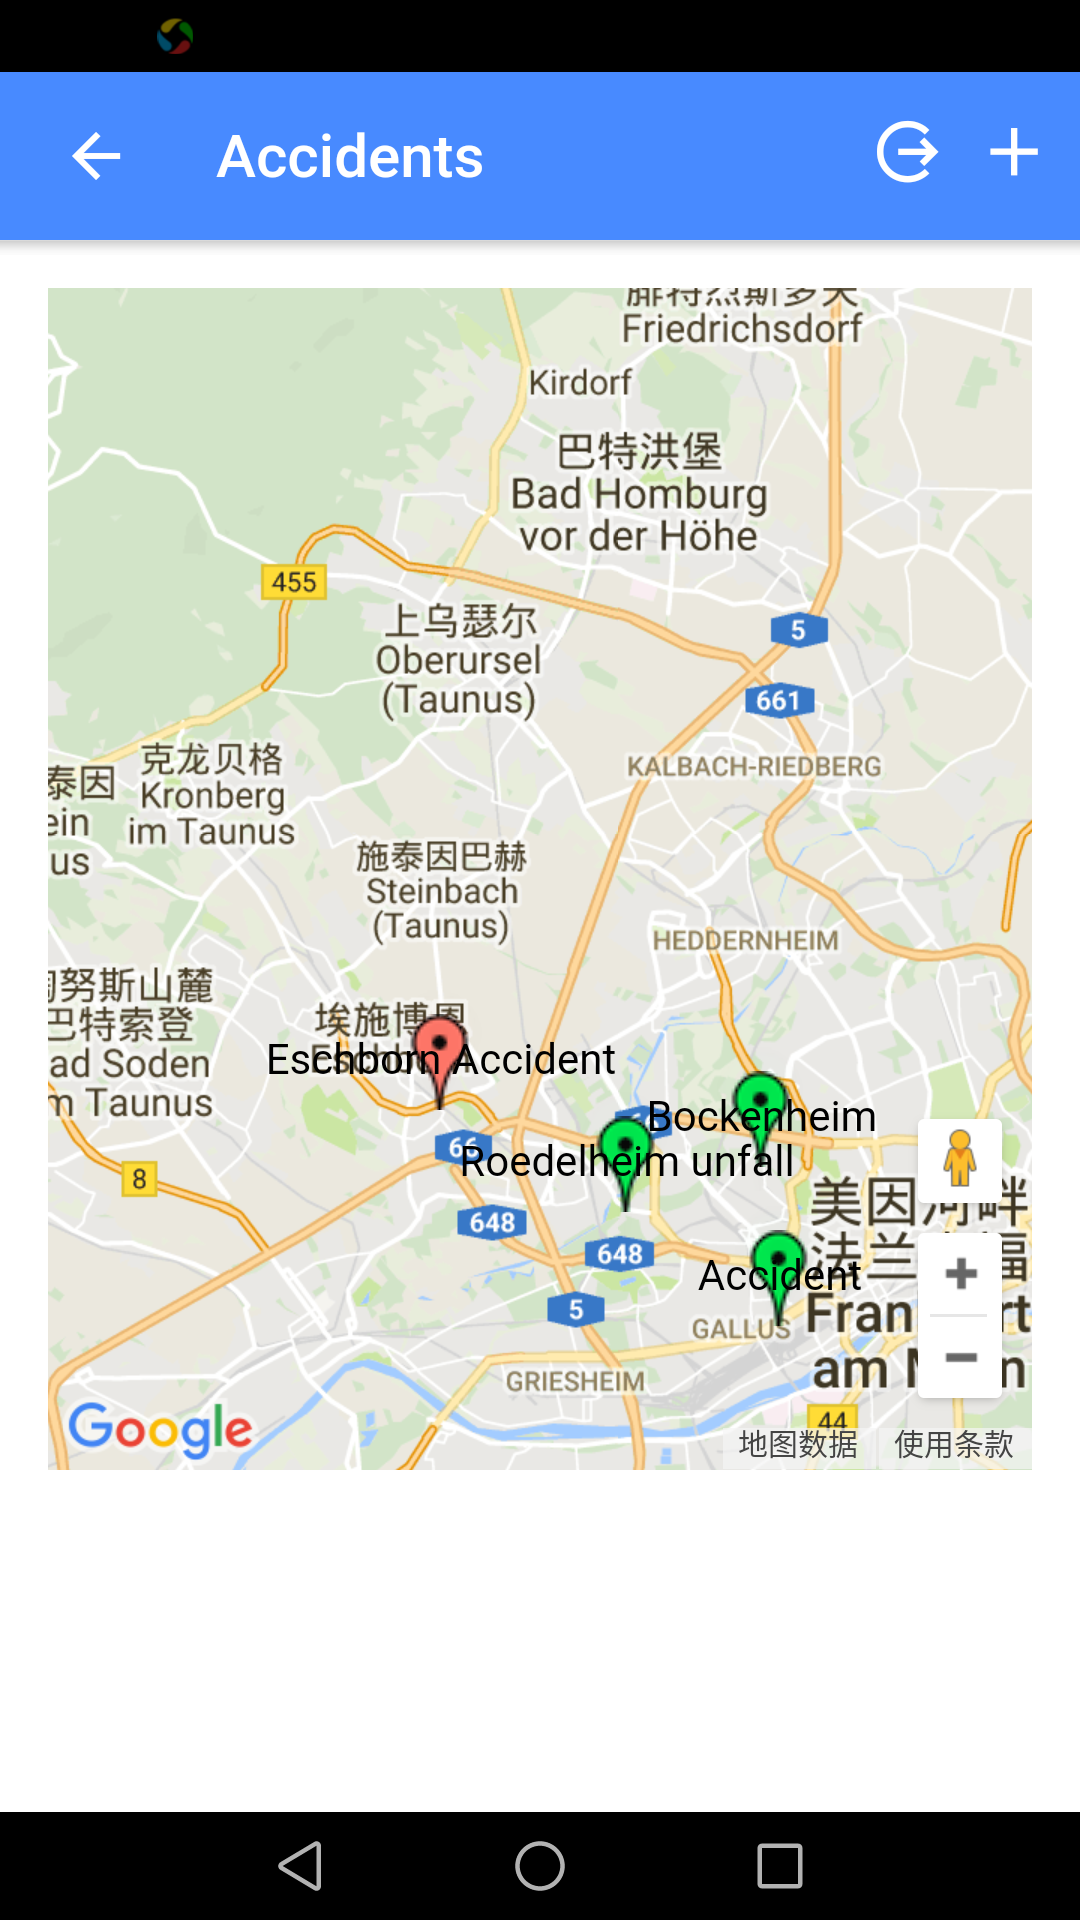 Accidents
Friedrichsdorf
Kirdorf
巴特洪堡
Bad Homburg
vor der Höhe
455
上乌瑟尔
Oberursel
(Taunus)
5
661
KALBACH-RIEDBERG
克龙贝格
Kronberg
im Taunus
泰因
ein
us
施泰因巴赫
Steinbach
(Taunus)
HEDDERNHEIM
努斯山麓
巴特索登
ad Soden
m Taunus
埃施博恩
Eschborn Accident
Bockenheim
66
Roedelheim unfall
8
648
648
美因河畔
法兰
福
Accident
5
GALLUS
Fran
rt
am M
n
GRIESHEIM
44
Google
地图数据
使用条款